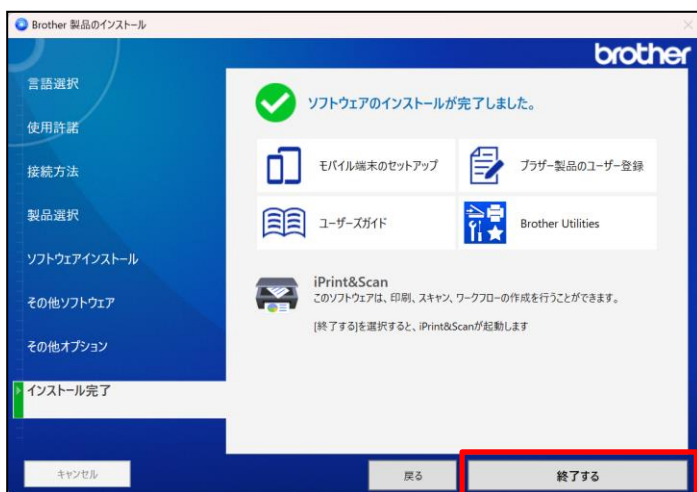 Brother 製品のインストール
brother
言語選択
使用許諾
接続方法
製品選択
ソフトウェアインストール
その他ソフトウェア
その他オプション
インストール完了
ソフトウェアのインストールが完了しました。
モバイル端末のセットアップ
ブラザー製品のユーザー登録
ユーザーズガイド
Brother Utilities
iPrint&Scan
このソフトウェアは、印刷、スキャン、ワークフローの作成を行うことができます。
[終了する]を選択すると、iPrint&Scanが起動します
キャンセル
戻る
終了する